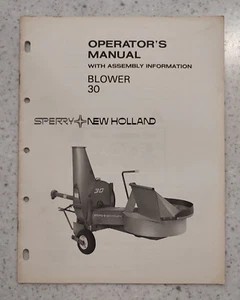 OPERATOR'S
MANUAL
WITH ASSEMBLY INFORMATION
BLOWER
30
SPERRY NEW HOLLAND
30